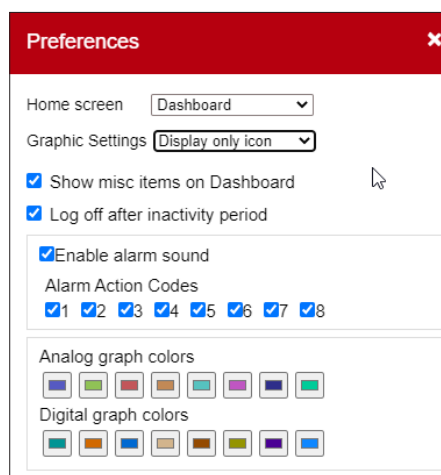 Preferences
Home screen Dashboard
Graphic Settings Display only icon
Show misc items on Dashboard
Log off after inactivity period
Enable alarm sound
Alarm Action Codes
1 2 3 4 5 6 7 8
Analog graph colors
Digital graph colors